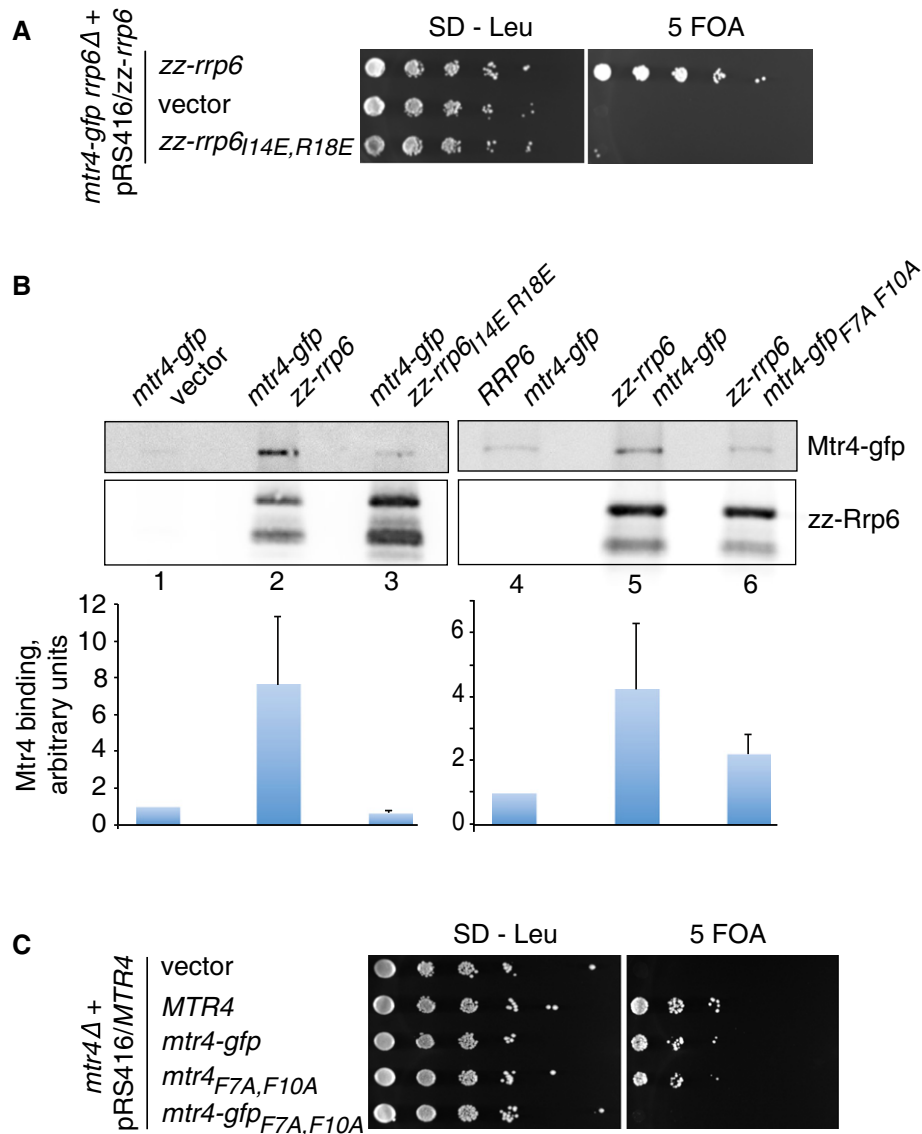 A
SD - Leu
5 FOA
mtr4-gfp rrp6Δ +
pRS416/zz-rrp6
zz-rrp6
vector
zz-rrp6I14E,R18E
B
mtr4-gfp
vector
mtr4-gfp
zz-rrp6
mtr4-gfp
zz-rrp6I14E R18E
RRP6
mtr4-gfp
zz-rrp6
mtr4-gfp
zz-rrp6
mtr4-gfpF7A F10A
Mtr4-gfp
zz-Rrp6
1 2 3 4 5 6
Mtr4 binding,
arbitrary units
12
10
8
6
4
2
0
6
4
2
0
C
SD - Leu
5 FOA
mtr4Δ +
pRS416/MTR4
vector
MTR4
mtr4-gfp
mtr4F7A,F10A
mtr4-gfpF7A,F10A